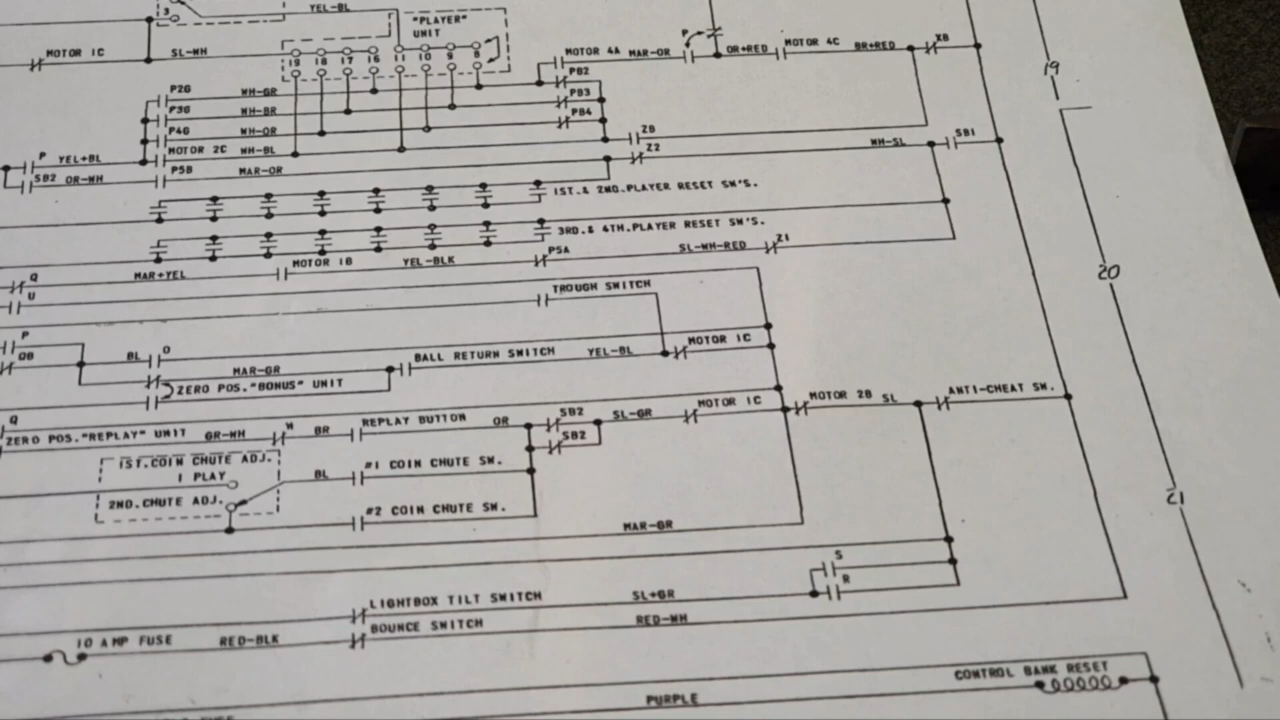 3
YEL-BL
"PLAYER"
UNIT
MOTOR 1C
SL-WH
19 18 17 16 11 10 9 8
MOTOR 4A
MAR-OR
P
OR+RED
MOTOR 4C
BR+RED
XB
19
P2G
WH-GR
PB2
P3G
WH-BR
PB3
P4G
WH-OR
PB4
MOTOR 2C
WH-BL
ZB
P
YEL+BL
Z2
WH-SL
SB1
SB2
OR-WH
P5B
MAR-OR
1ST.& 2ND.PLAYER RESET SW'S.
3RD.& 4TH.PLAYER RESET SW'S.
Q
MAR+YEL
MOTOR 1B
YEL-BLK
P5A
SL-WH-RED
Z1
20
U
TROUGH SWITCH
P
BL
O
MOTOR 1C
QB
MAR-GR
BALL RETURN SWITCH
YEL-BL
ZERO POS."BONUS" UNIT
MOTOR 2B
SL
ANTI-CHEAT SW.
Q
ZERO POS."REPLAY" UNIT
GR-WH
W
BR
REPLAY BUTTON
OR
SB2
SL-GR
MOTOR 1C
SB2
1ST.COIN CHUTE ADJ.
1 PLAY
BL
#1 COIN CHUTE SW.
2ND.CHUTE ADJ.
#2 COIN CHUTE SW.
21
MAR-GR
S
R
LIGHTBOX TILT SWITCH
SL+GR
10 AMP FUSE
RED-BLK
BOUNCE SWITCH
RED-WH
CONTROL BANK RESET
PURPLE
FUSE